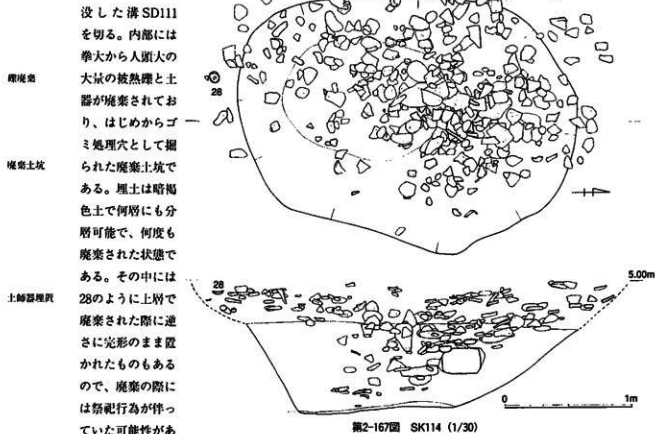 没した溝SD111
を切る。内部には
拳大から人頭大の
礫廃棄
大量の被熱礫と土
器が廃棄されてお
り、はじめからゴ
ミ処理穴として掘
廃棄土坑
られた廃棄土坑で
ある。埋土は暗褐
色土で何層にも分
層可能で、何度も
廃棄された状態で
ある。その中には
土師器埋置
28のように上層で
廃棄された際に逆
さに完形のまま置
かれたものもある
ので、廃棄の際に
は祭祀行為が伴っ
ていた可能性があ
28
28
5.00m
0
1m
第2-167図 SK114 (1/30)